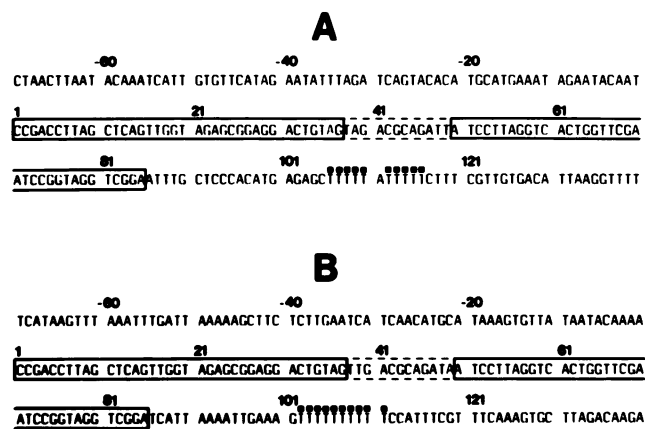 A
-60 -40 -20
CTAACTTAAT ACAAATCATT GTGTTCATAG AATATTTAGA TCAGTACACA TGCATGAAAT AGAATACAAT
1 21 41 61
CCGACCTTAG CTCAGTTGGT AGAGCGGAGG ACTGTAGTAG ACGCAGATTA TCCTTAGGTC ACTGGTTCGA
81 101 121
ATCCGGTAGG TCGGAATTTG CTCCCACATG AGAGCTTTTT ATTTTTCTTT CGTTGTGACA TTAAGGTTTT
B
-60 -40 -20
TCATAAGTTT AAATTTGATT AAAAAGCTTC TCTTGAATCA TCAACATGCA TAAAGTGTTA TAATACAAAA
1 21 41 61
CCGACCTTAG CTCAGTTGGT AGAGCGGAGG ACTGTAGTTG ACGCAGATAA TCCTTAGGTC ACTGGTTCGA
81 101 121
ATCCGGTAGG TCGGATCATT AAAATTGAAA GTTTTTTTTT TCCATTTCGT TTCAAAGTGC TTAGACAAGA